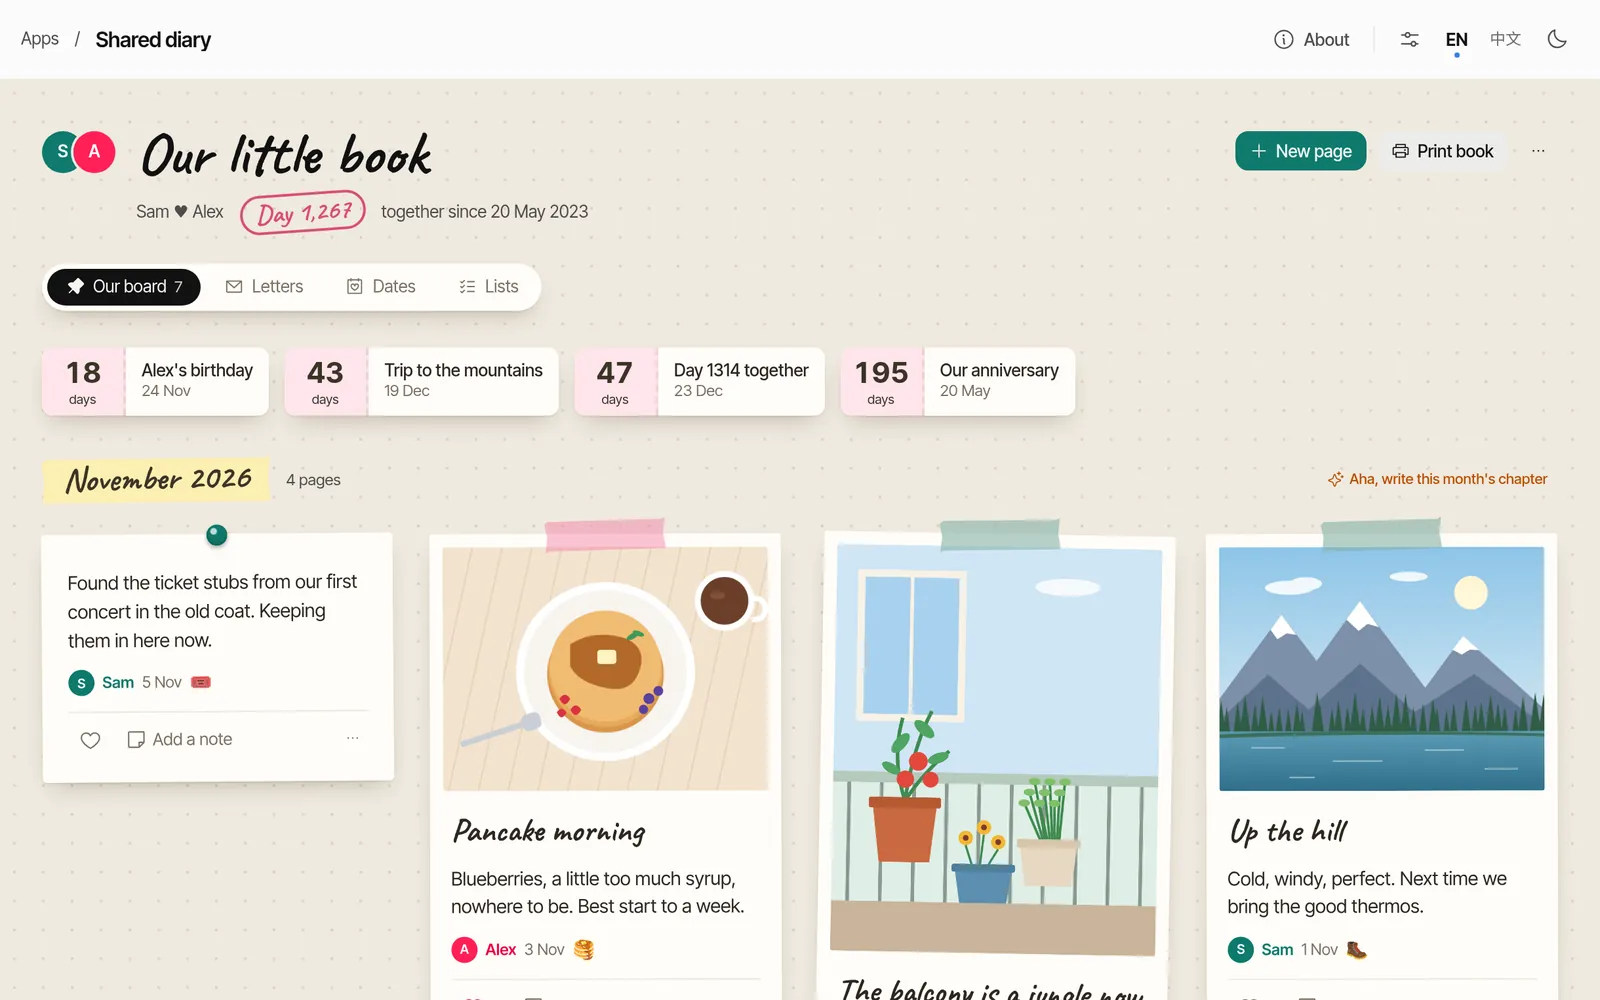 Apps / Shared diary
About
EN
中文
S A
Our little book
New page
Print book
Sam ♥ Alex Day 1,267 together since 20 May 2023
Our board 7
Letters
Dates
Lists
18 days
Alex's birthday
24 Nov
43 days
Trip to the mountains
19 Dec
47 days
Day 1314 together
23 Dec
195 days
Our anniversary
20 May
November 2026
4 pages
Aha, write this month's chapter
Found the ticket stubs from our first
concert in the old coat. Keeping
them in here now.
S Sam 5 Nov
Add a note
Pancake morning
Blueberries, a little too much syrup,
nowhere to be. Best start to a week.
A Alex 3 Nov
The balcony is a jungle now
Up the hill
Cold, windy, perfect. Next time we
bring the good thermos.
S Sam 1 Nov